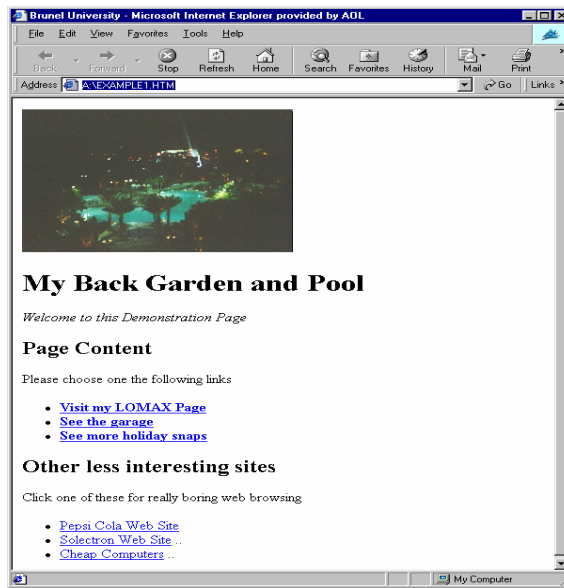 Brunel University - Microsoft Internet Explorer provided by AOL
File Edit View Favorites Tools Help
Back Forward Stop Refresh Home Search Favorites History Mail Print
Address A:\EXAMPLE1.HTM Go Links
My Back Garden and Pool
Welcome to this Demonstration Page
Page Content
Please choose one the following links
• Visit my LOMAX Page
• See the garage
• See more holiday snaps
Other less interesting sites
Click one of these for really boring web browsing
• Pepsi Cola Web Site
• Solectron Web Site ..
• Cheap Computers ..
My Computer